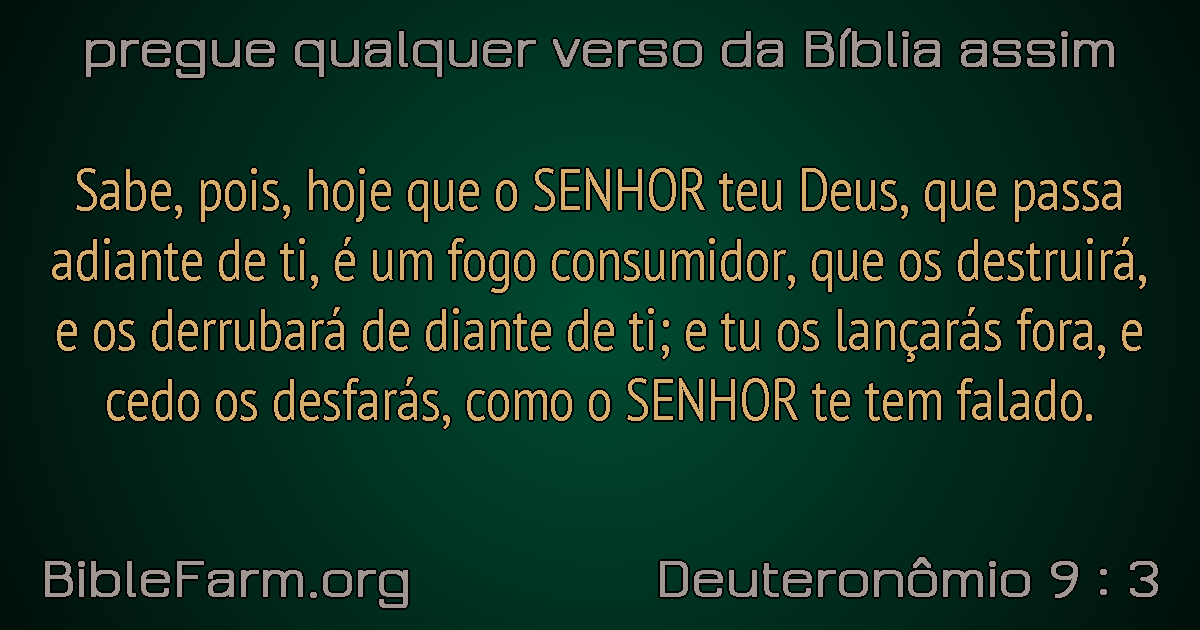 pregue qualquer verso da Bíblia assim
Sabe, pois, hoje que o SENHOR teu Deus, que passa
adiante de ti, é um fogo consumidor, que os destruirá,
e os derrubará de diante de ti; e tu os lançarás fora, e
cedo os desfarás, como o SENHOR te tem falado.
BibleFarm.org
Deuteronômio 9 : 3